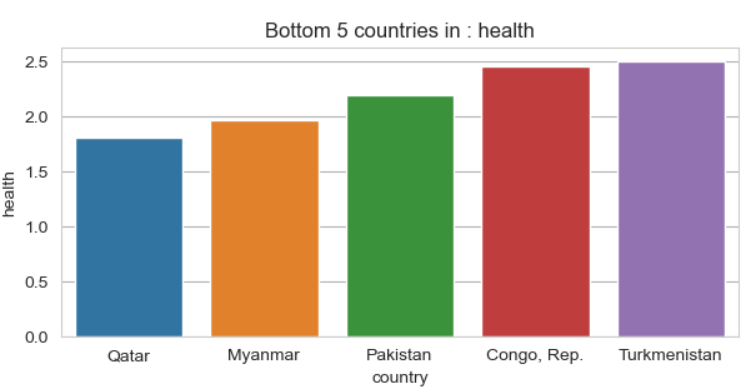 Bottom 5 countries in : health
health
2.5
2.0
1.5
1.0
0.5
0.0
Qatar Myanmar Pakistan Congo, Rep. Turkmenistan
country